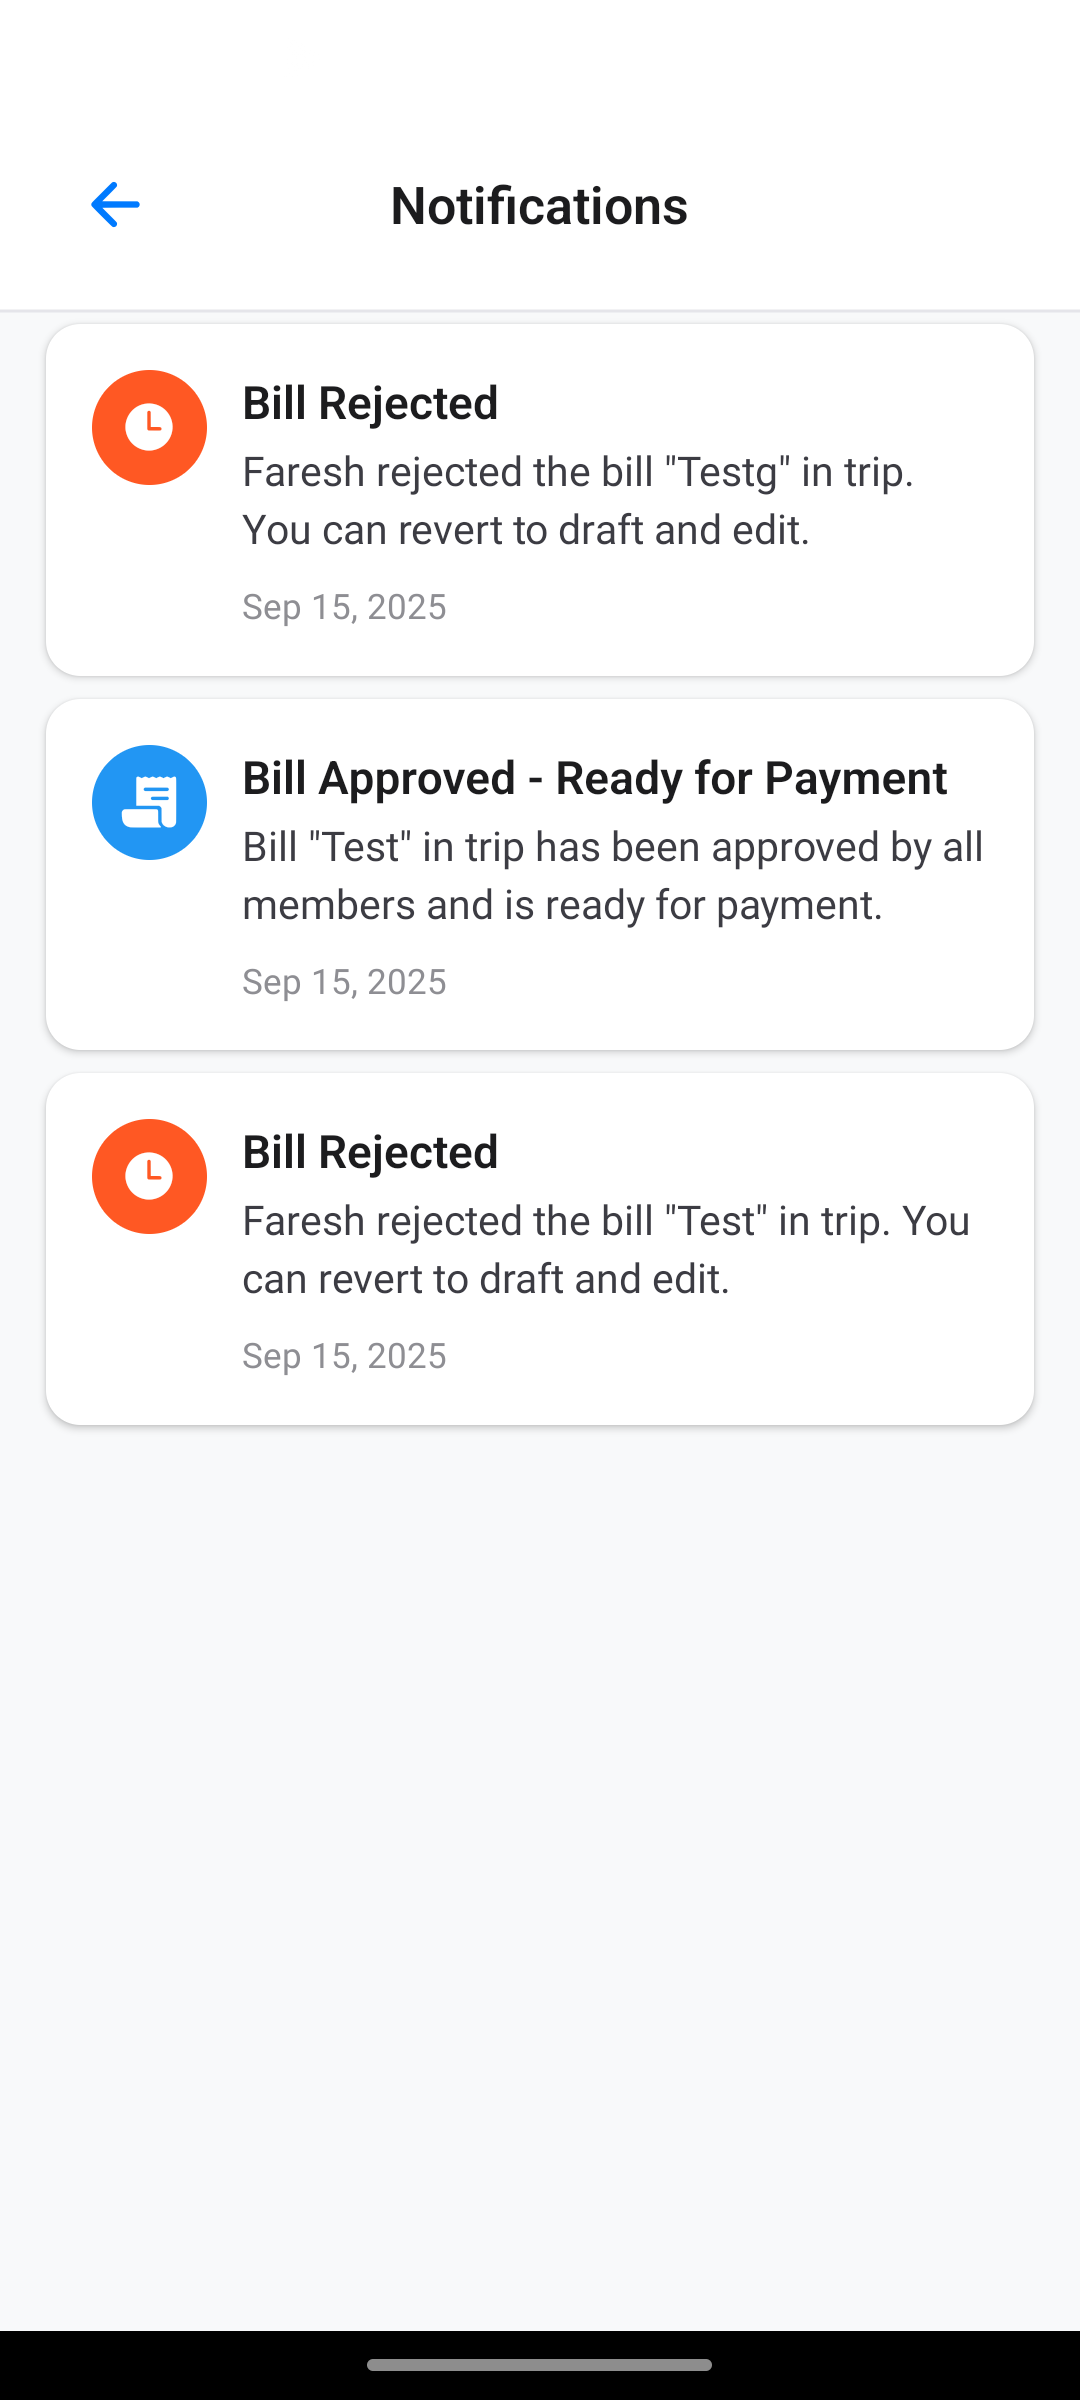 Notifications
Bill Rejected
Faresh rejected the bill "Testg" in trip.
You can revert to draft and edit.
Sep 15, 2025
Bill Approved - Ready for Payment
Bill "Test" in trip has been approved by all
members and is ready for payment.
Sep 15, 2025
Bill Rejected
Faresh rejected the bill "Test" in trip. You
can revert to draft and edit.
Sep 15, 2025